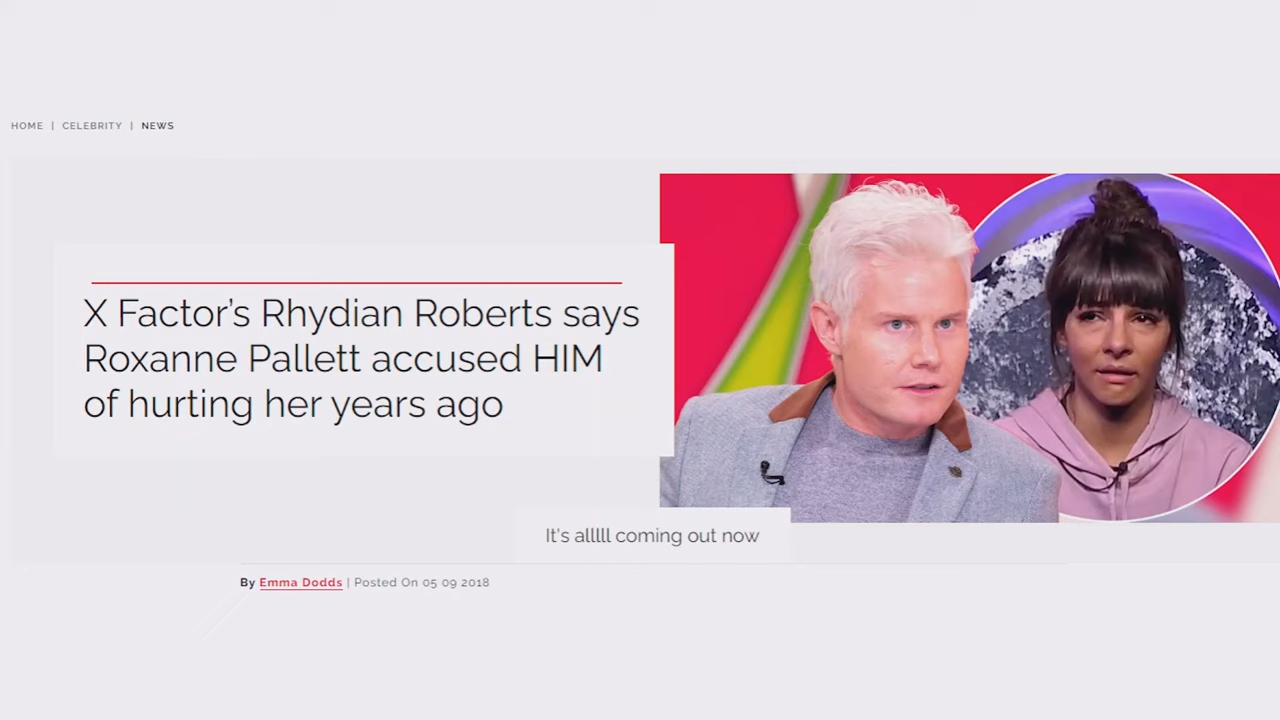 HOME | CELEBRITY | NEWS
X Factor's Rhydian Roberts says
Roxanne Pallett accused HIM
of hurting her years ago
It's alllll coming out now
By Emma Dodds | Posted On 05 09 2018